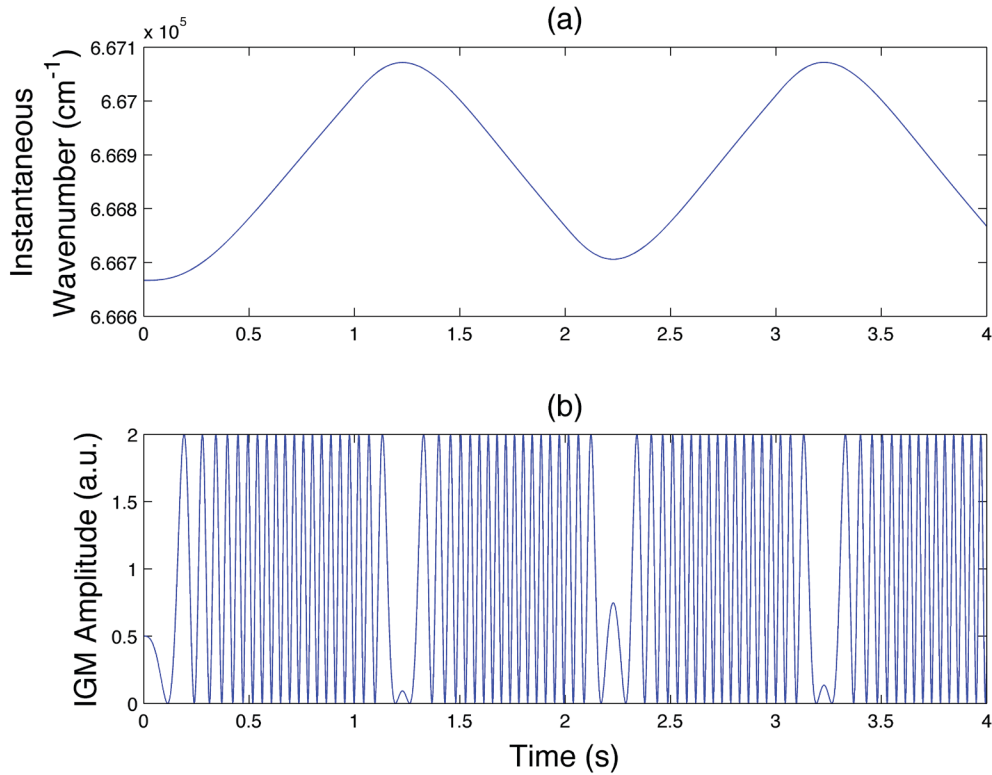 (a)
x 10^5
Instantaneous
Wavenumber (cm^-1)
6.671
6.67
6.669
6.668
6.667
6.666
0 0.5 1 1.5 2 2.5 3 3.5 4
(b)
IGM Amplitude (a.u.)
2
1.5
1
0.5
0
0 0.5 1 1.5 2 2.5 3 3.5 4
Time (s)